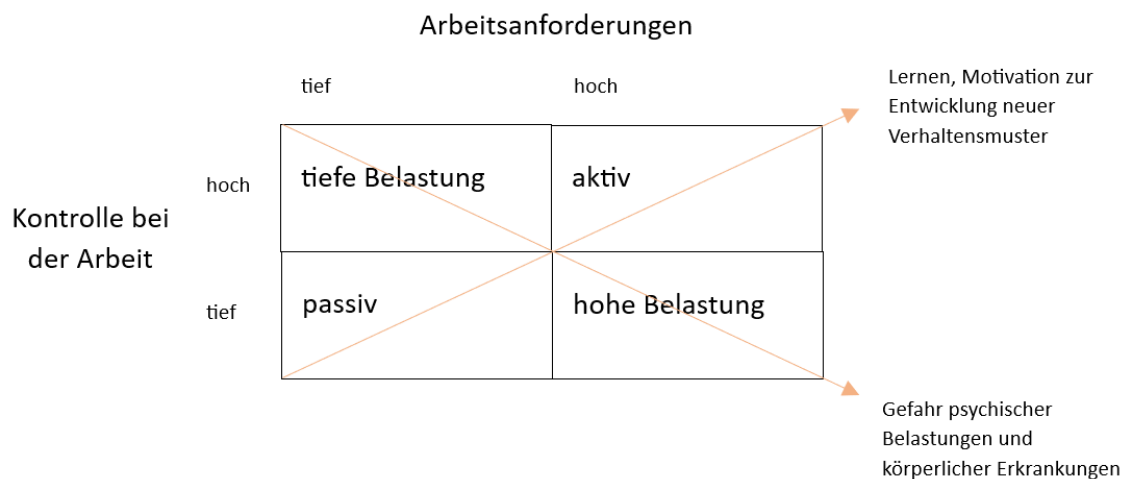 Arbeitsanforderungen
tief
hoch
Lernen, Motivation zur
Entwicklung neuer
Verhaltensmuster
hoch
tiefe Belastung
aktiv
Kontrolle bei
der Arbeit
tief
passiv
hohe Belastung
Gefahr psychischer
Belastungen und
körperlicher Erkrankungen